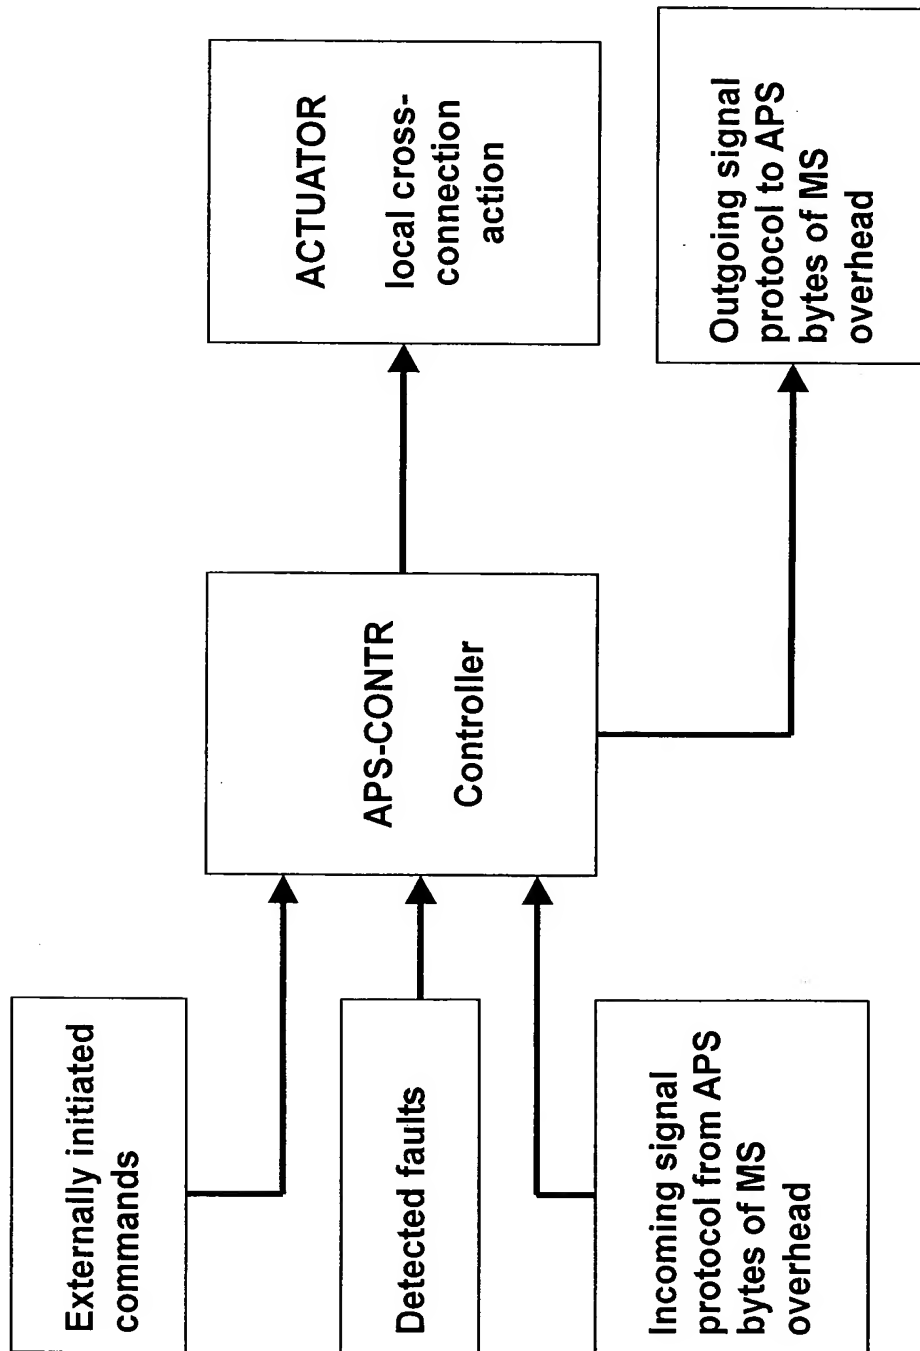 Externally initiated
commands
Detected faults
Incoming signal
protocol from APS
bytes of MS
overhead
APS-CONTR
Controller
ACTUATOR
local cross-
connection
action
Outgoing signal
protocol to APS
bytes of MS
overhead